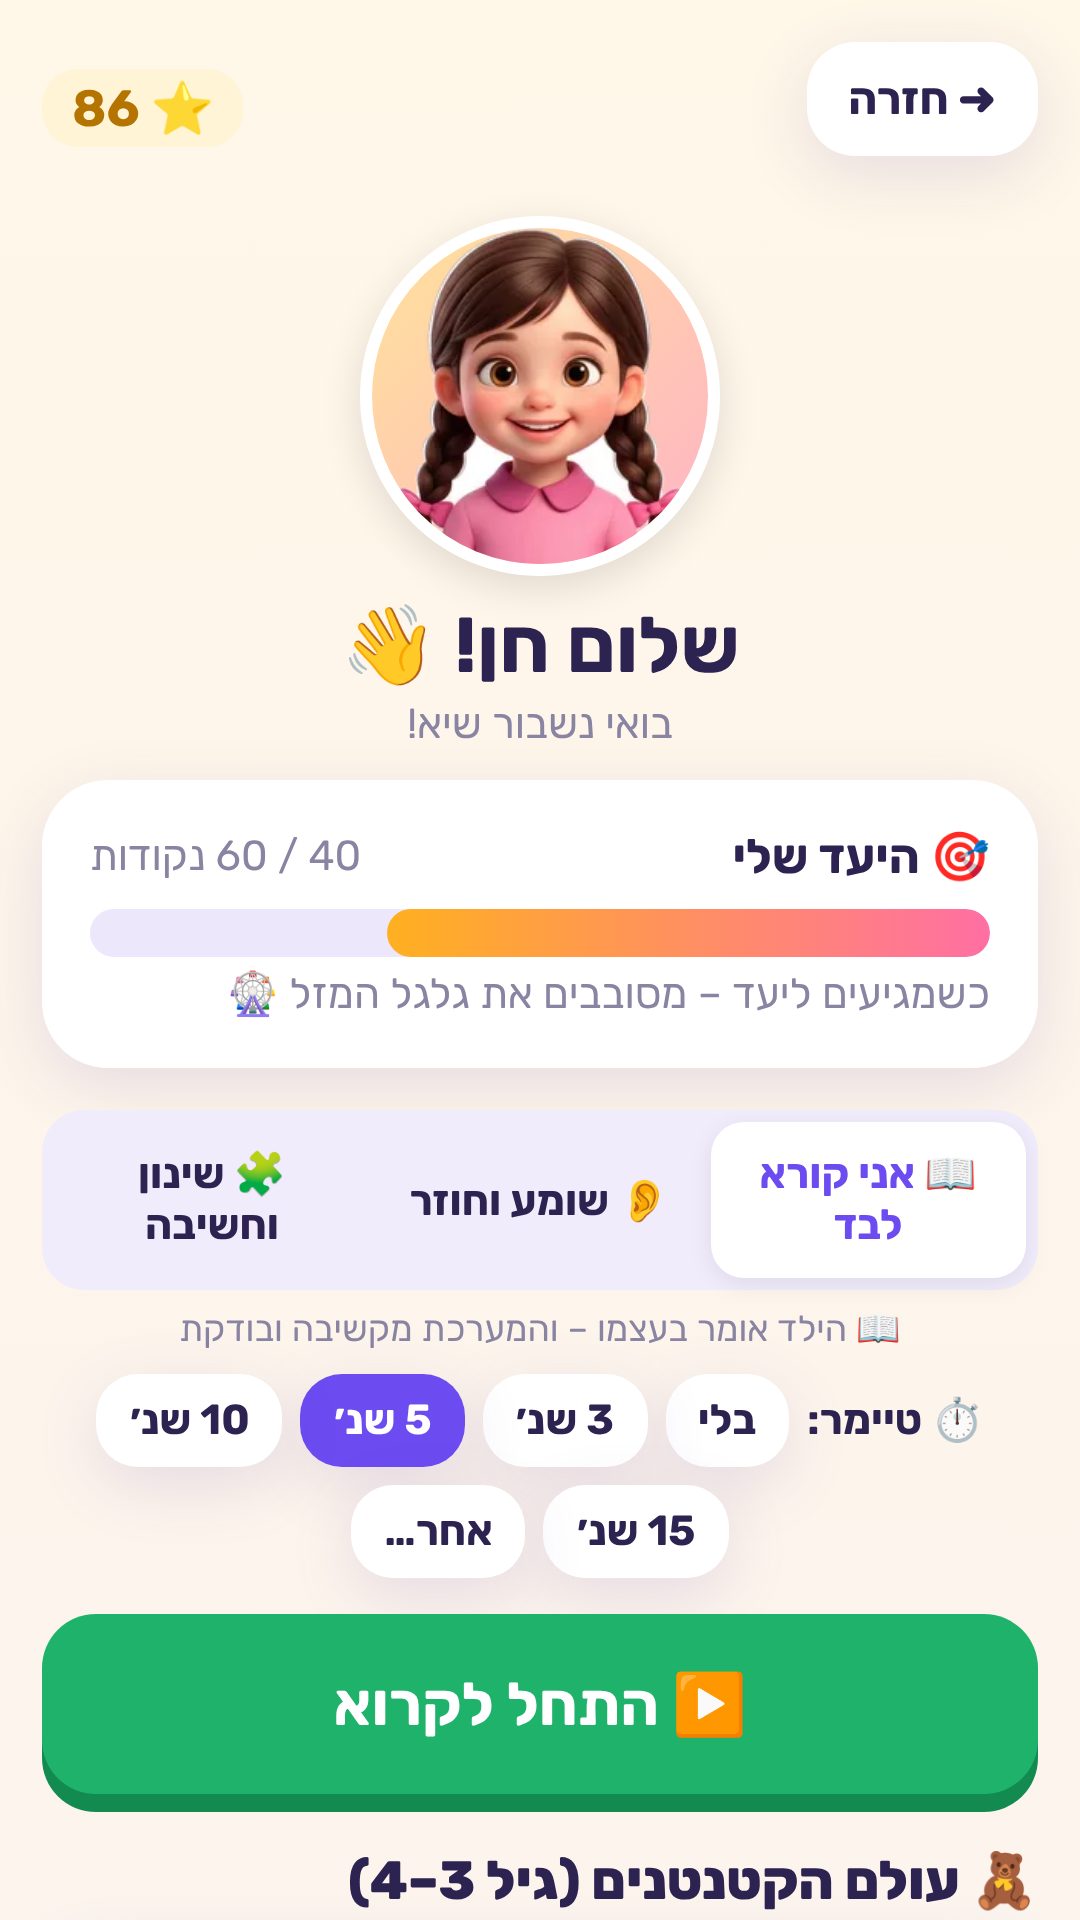 ➜ חזרה
⭐ 86
שלום חן! 👋
בואי נשבור שיא!
🎯 היעד שלי
40 / 60 נקודות
כשמגיעים ליעד – מסובבים את גלגל המזל 🎡
📖 אני קורא
לבד
👂 שומע וחוזר
🧩 שינון
וחשיבה
📖 הילד אומר בעצמו – והמערכת מקשיבה ובודקת
⏱️ טיימר:
בלי
3 שנ׳
5 שנ׳
10 שנ׳
15 שנ׳
אחר...
▶️ התחל לקרוא
🧸 עולם הקטנטנים (גיל 3–4)